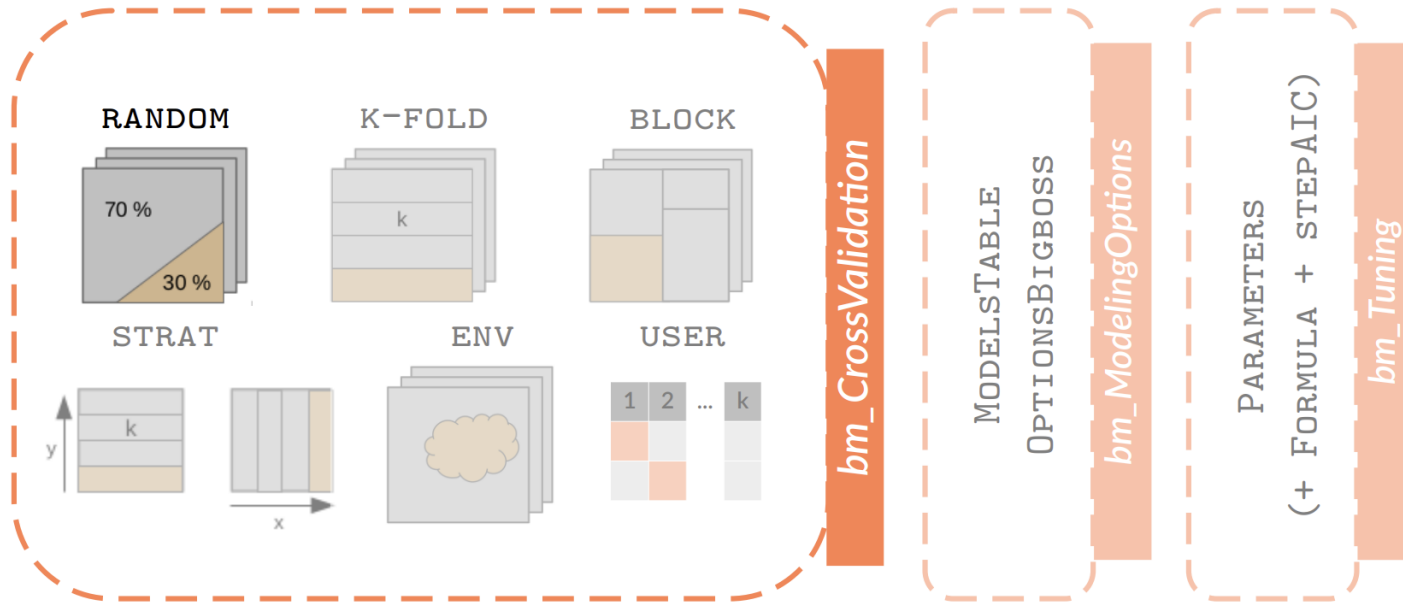 RANDOM
K-FOLD
BLOCK
70 %
30 %
k
STRAT
ENV
USER
k
y
x
1 2 ... k
bm_CrossValidation
MODELSTABLE
OPTIONSBIGBOSS
bm_ModelingOptions
PARAMETERS
(+ FORMULA + STEPAIC)
bm_Tuning